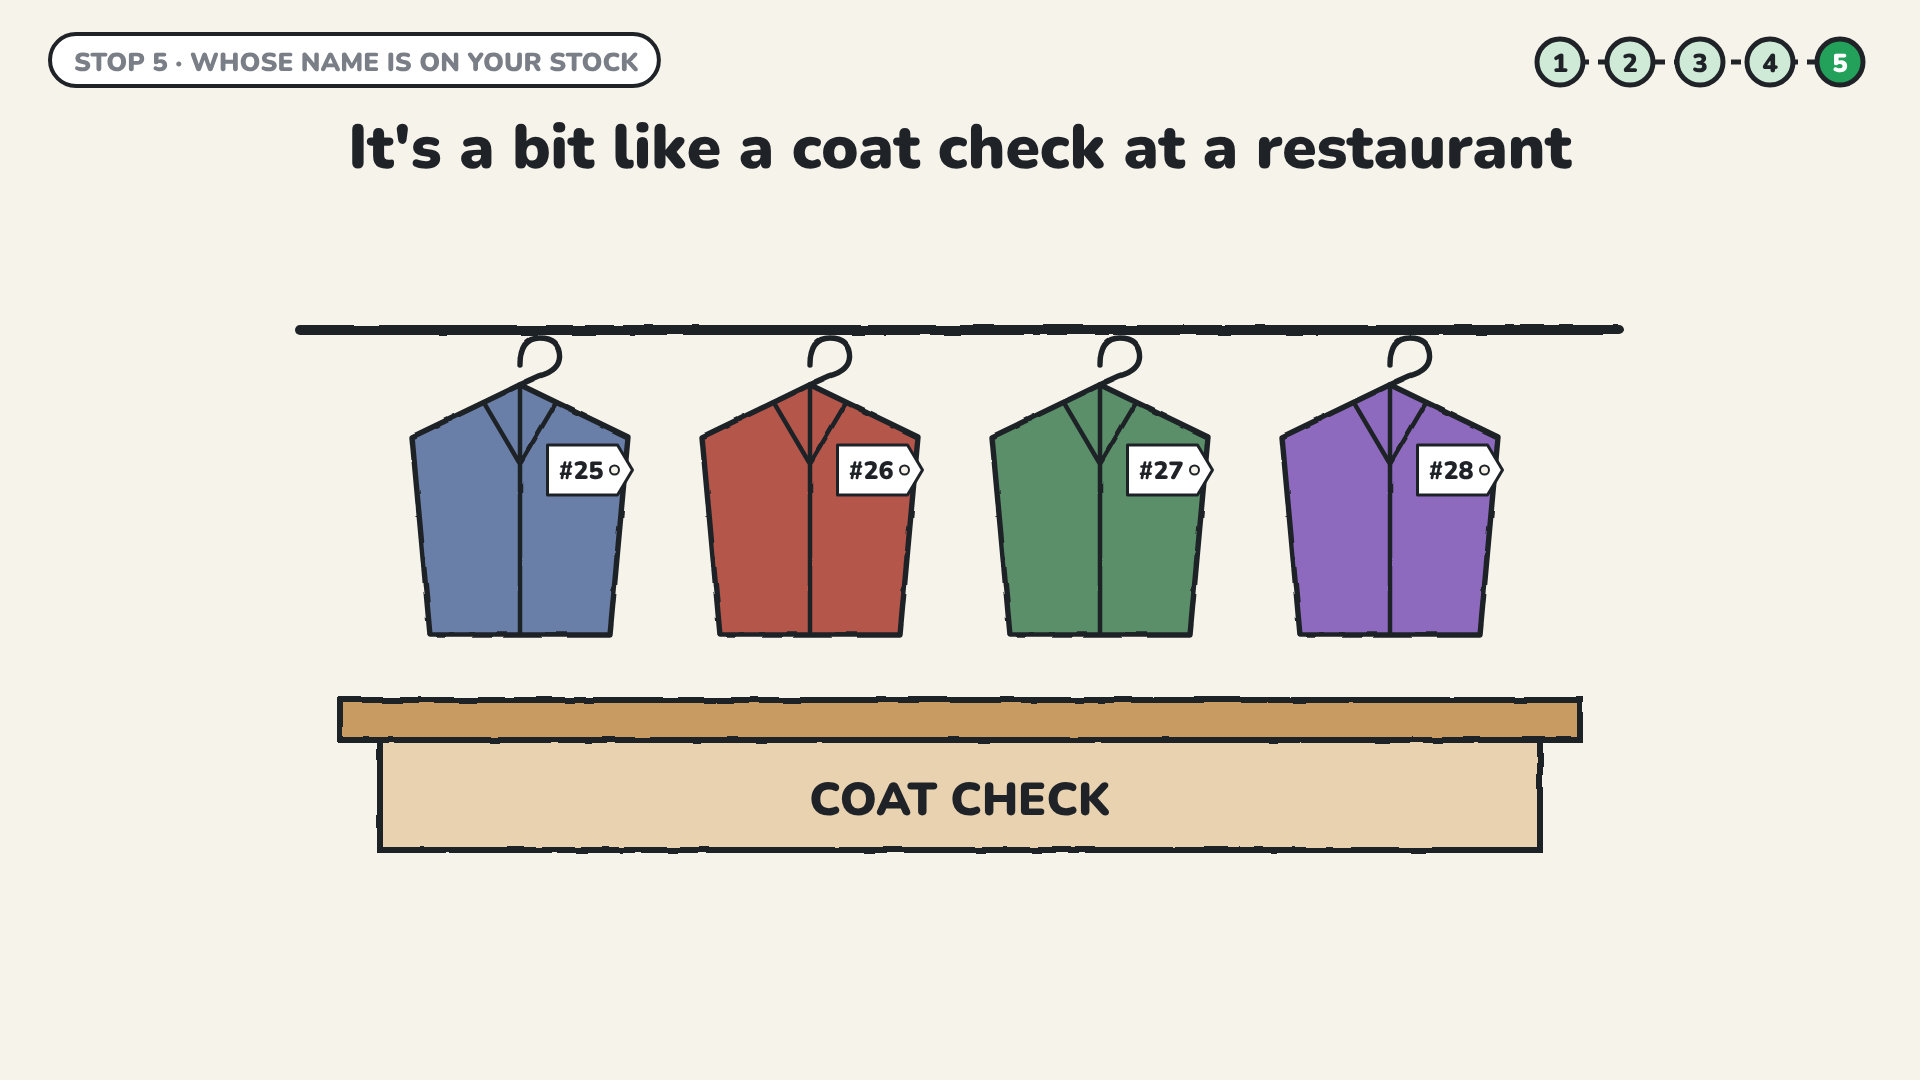 STOP 5 · WHOSE NAME IS ON YOUR STOCK
1 2 3 4 5
It's a bit like a coat check at a restaurant
#25 #26 #27 #28
COAT CHECK